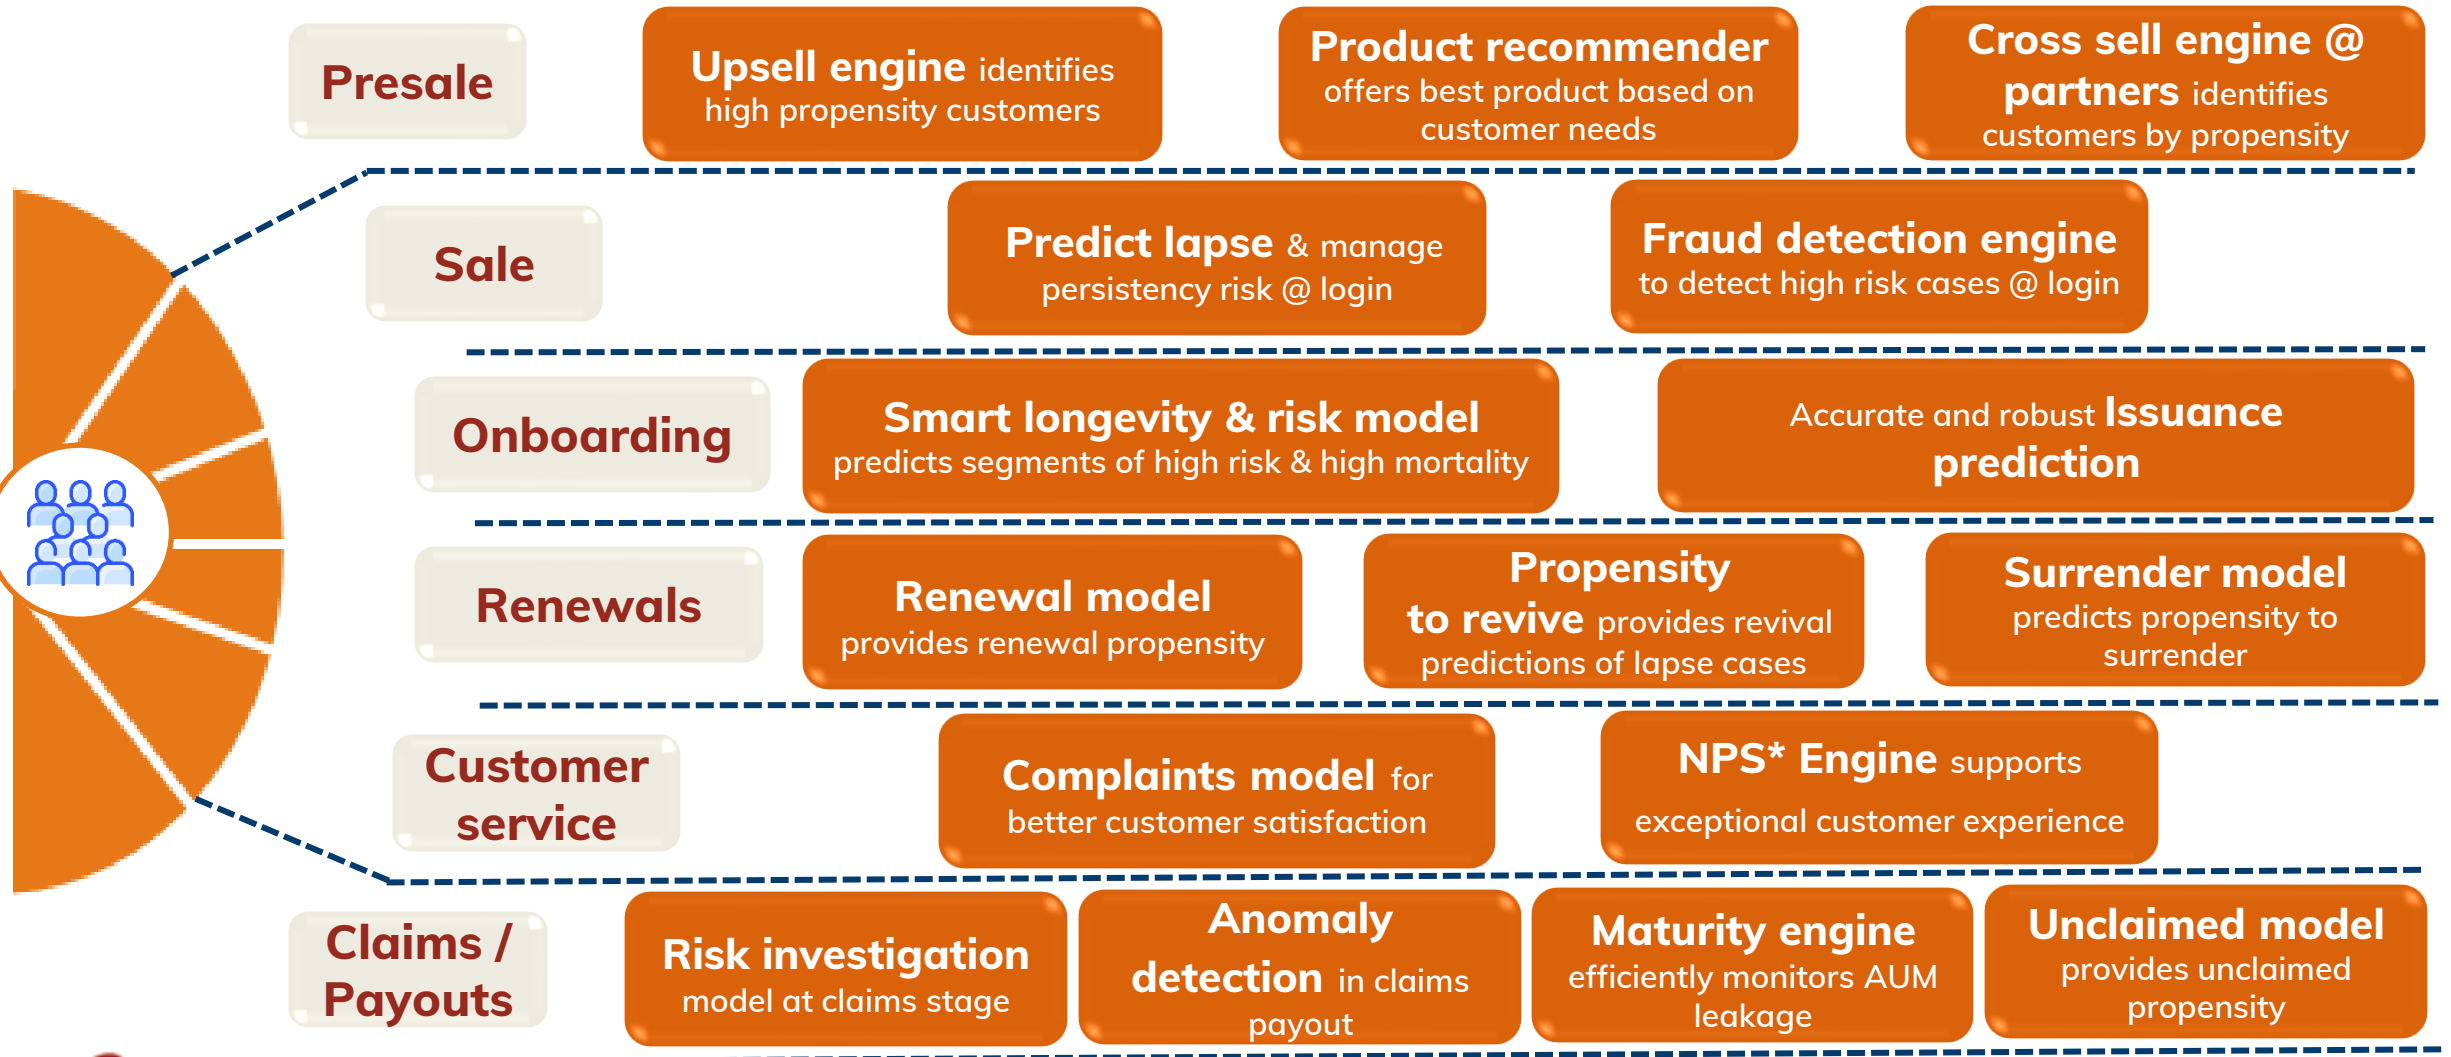 Presale
Upsell engine identifies
high propensity customers
Product recommender
offers best product based on
customer needs
Cross sell engine @
partners identifies
customers by propensity
Sale
Predict lapse & manage
persistency risk @ login
Fraud detection engine
to detect high risk cases @ login
Onboarding
Smart longevity & risk model
predicts segments of high risk & high mortality
Accurate and robust Issuance
prediction
Renewals
Renewal model
provides renewal propensity
Propensity
to revive provides revival
predictions of lapse cases
Surrender model
predicts propensity to
surrender
Customer
service
Complaints model for
better customer satisfaction
NPS* Engine supports
exceptional customer experience
Claims /
Payouts
Risk investigation
model at claims stage
Anomaly
detection in claims
payout
Maturity engine
efficiently monitors AUM
leakage
Unclaimed model
provides unclaimed
propensity